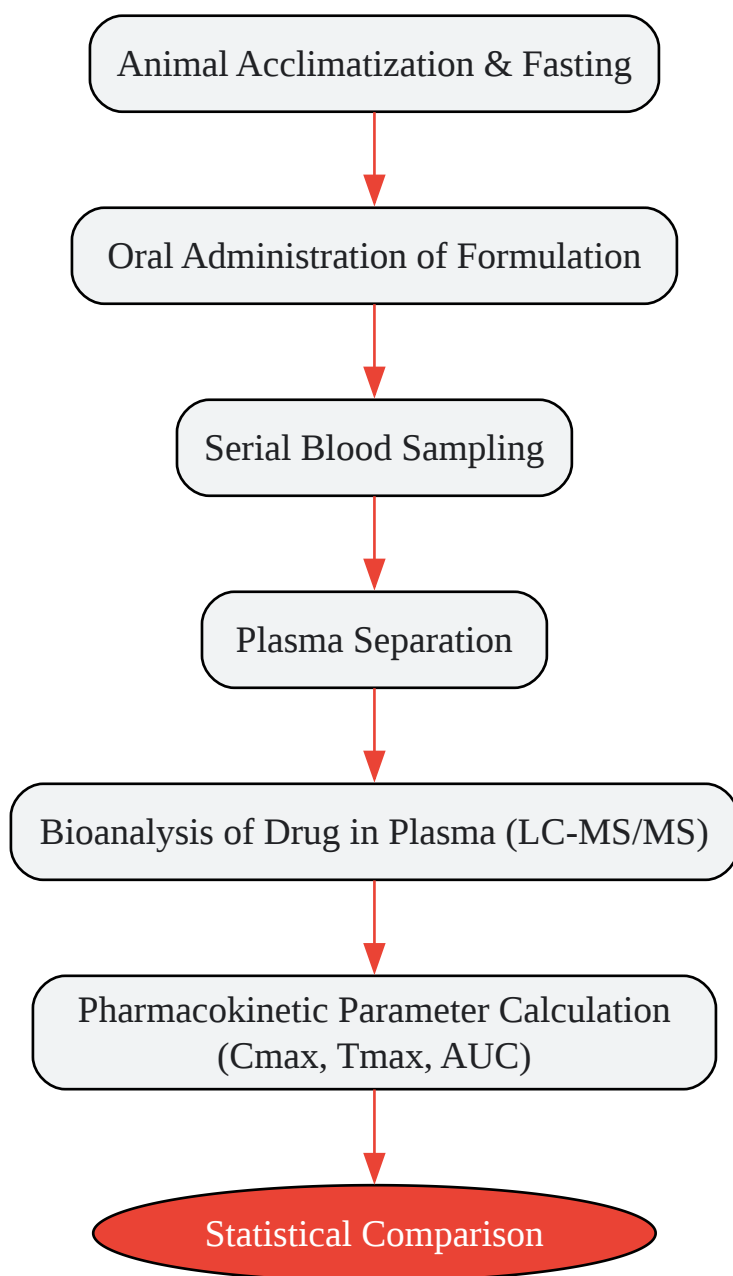 Animal Acclimatization & Fasting
Oral Administration of Formulation
Serial Blood Sampling
Plasma Separation
Bioanalysis of Drug in Plasma (LC-MS/MS)
Pharmacokinetic Parameter Calculation
(Cmax, Tmax, AUC)
Statistical Comparison